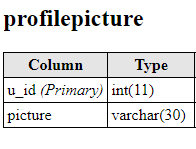 profilepicture
Column Type
u_id (Primary) int(11)
picture varchar(30)